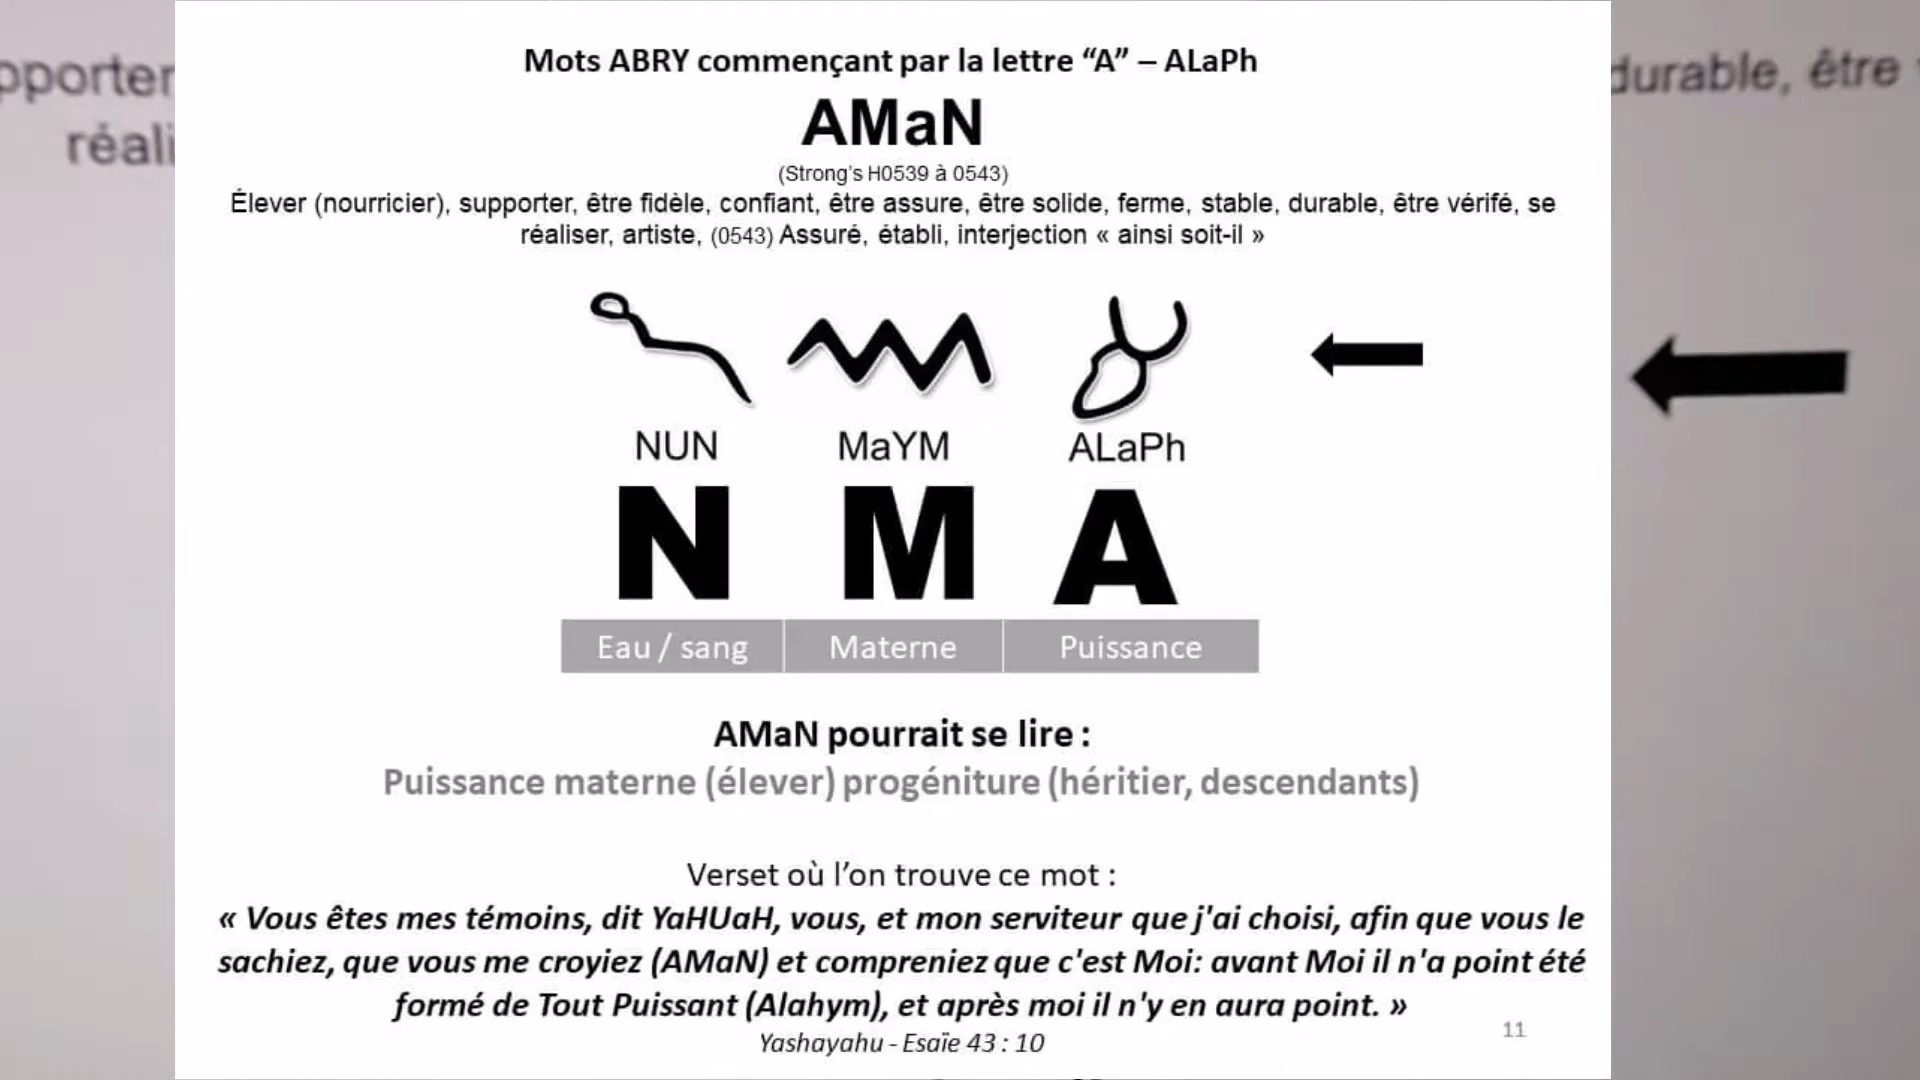 Mots ABRY commençant par la lettre “A” – ALaPh
AMaN
(Strong's H0539 à 0543)
Élever (nourricier), supporter, être fidèle, confiant, être assure, être solide, ferme, stable, durable, être vérifé, se
réaliser, artiste, (0543) Assuré, établi, interjection « ainsi soit-il »
NUN MaYM ALaPh
N M A
Eau / sang Materne Puissance
AMaN pourrait se lire :
Puissance materne (élever) progéniture (héritier, descendants)
Verset où l’on trouve ce mot :
« Vous êtes mes témoins, dit YaHUaH, vous, et mon serviteur que j'ai choisi, afin que vous le
sachiez, que vous me croyiez (AMaN) et compreniez que c'est Moi: avant Moi il n'a point été
formé de Tout Puissant (Alahym), et après moi il n'y en aura point. »
Yashayahu - Esaïe 43 : 10
11
pporter
réali
durable, être